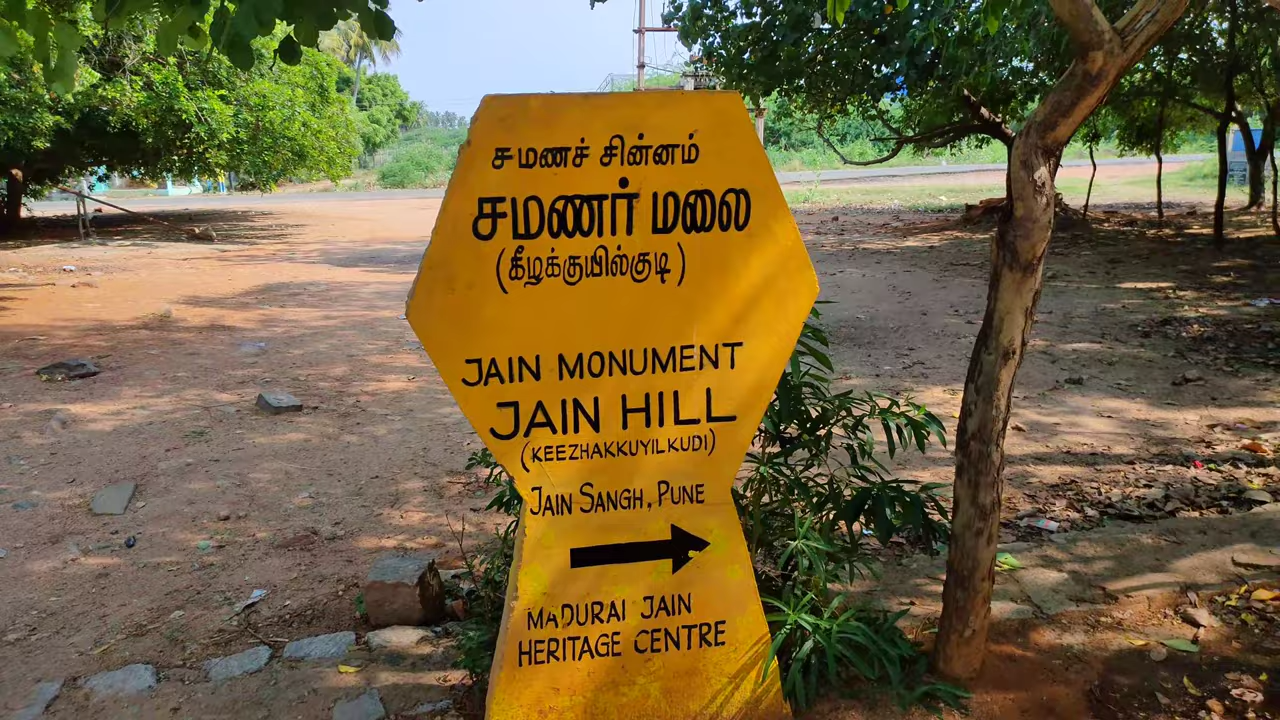 சமணச் சின்னம்
சமணர் மலை
(கீழக்குயில்குடி)
JAIN MONUMENT
JAIN HILL
(KEEZHAKKUYILKUDI)
JAIN SANGH, PUNE
MADURAI JAIN
HERITAGE CENTRE